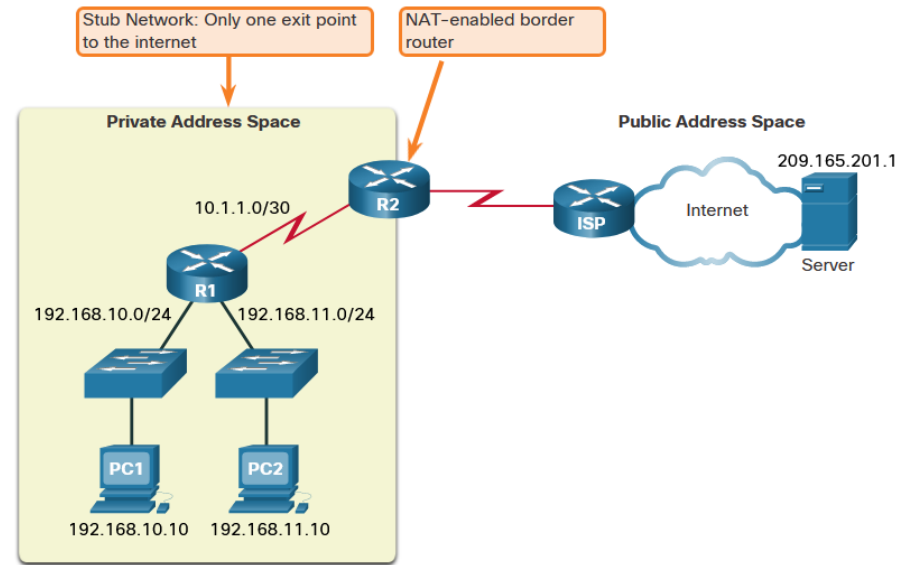 Stub Network: Only one exit point
to the internet
NAT-enabled border
router
Private Address Space
Public Address Space
209.165.201.1
R2
10.1.1.0/30
Internet
ISP
Server
R1
192.168.10.0/24
192.168.11.0/24
PC1
PC2
192.168.10.10
192.168.11.10